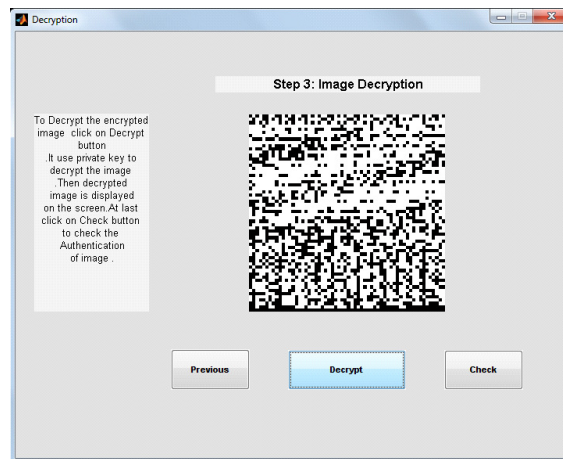 Decryption
Step 3: Image Decryption
To Decrypt the encrypted
image click on Decrypt
button
.It use private key to
decrypt the image
.Then decrypted
image is displayed
on the screen.At last
click on Check button
to check the
Authentication
of image .
Previous
Decrypt
Check